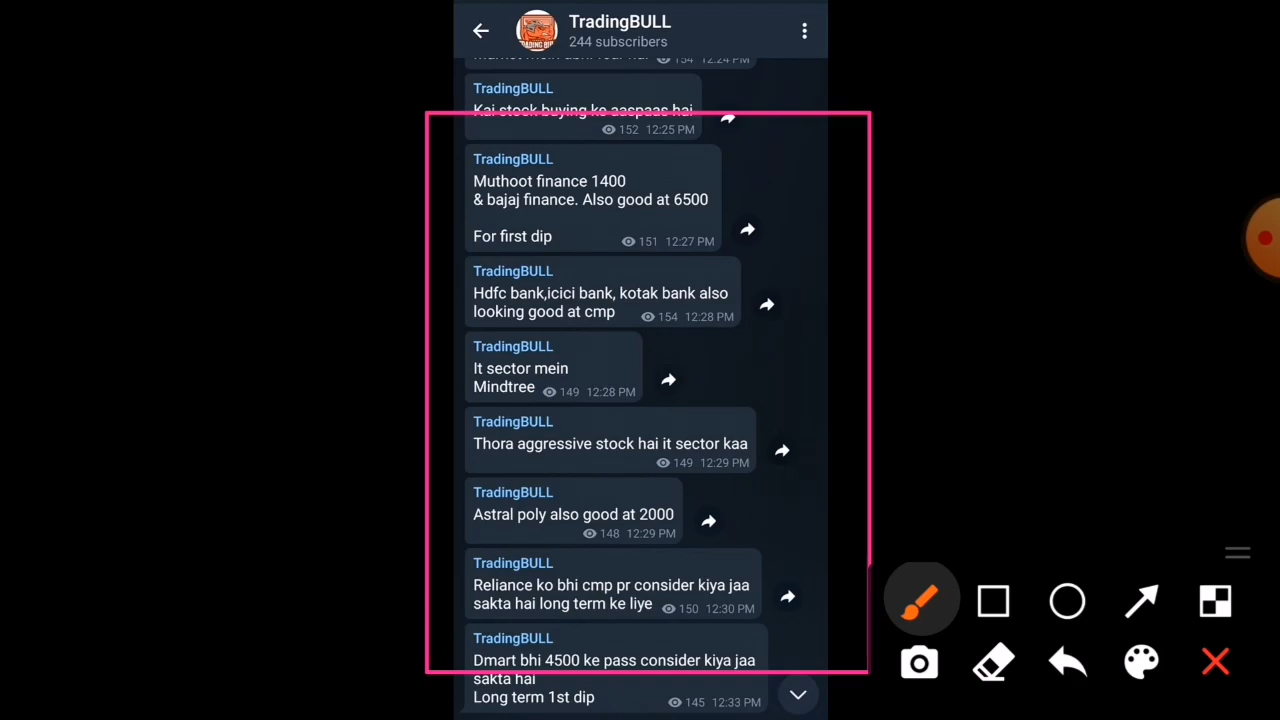 TradingBULL
244 subscribers
154 12:24 PM
TradingBULL
Kai stock buying ke aaspaas hai
152 12:25 PM
TradingBULL
Muthoot finance 1400
& bajaj finance. Also good at 6500
For first dip
151 12:27 PM
TradingBULL
Hdfc bank,icici bank, kotak bank also
looking good at cmp
154 12:28 PM
TradingBULL
It sector mein
Mindtree
149 12:28 PM
TradingBULL
Thora aggressive stock hai it sector kaa
149 12:29 PM
TradingBULL
Astral poly also good at 2000
148 12:29 PM
TradingBULL
Reliance ko bhi cmp pr consider kiya jaa
sakta hai long term ke liye
150 12:30 PM
TradingBULL
Dmart bhi 4500 ke pass consider kiya jaa
sakta hai
Long term 1st dip
145 12:33 PM